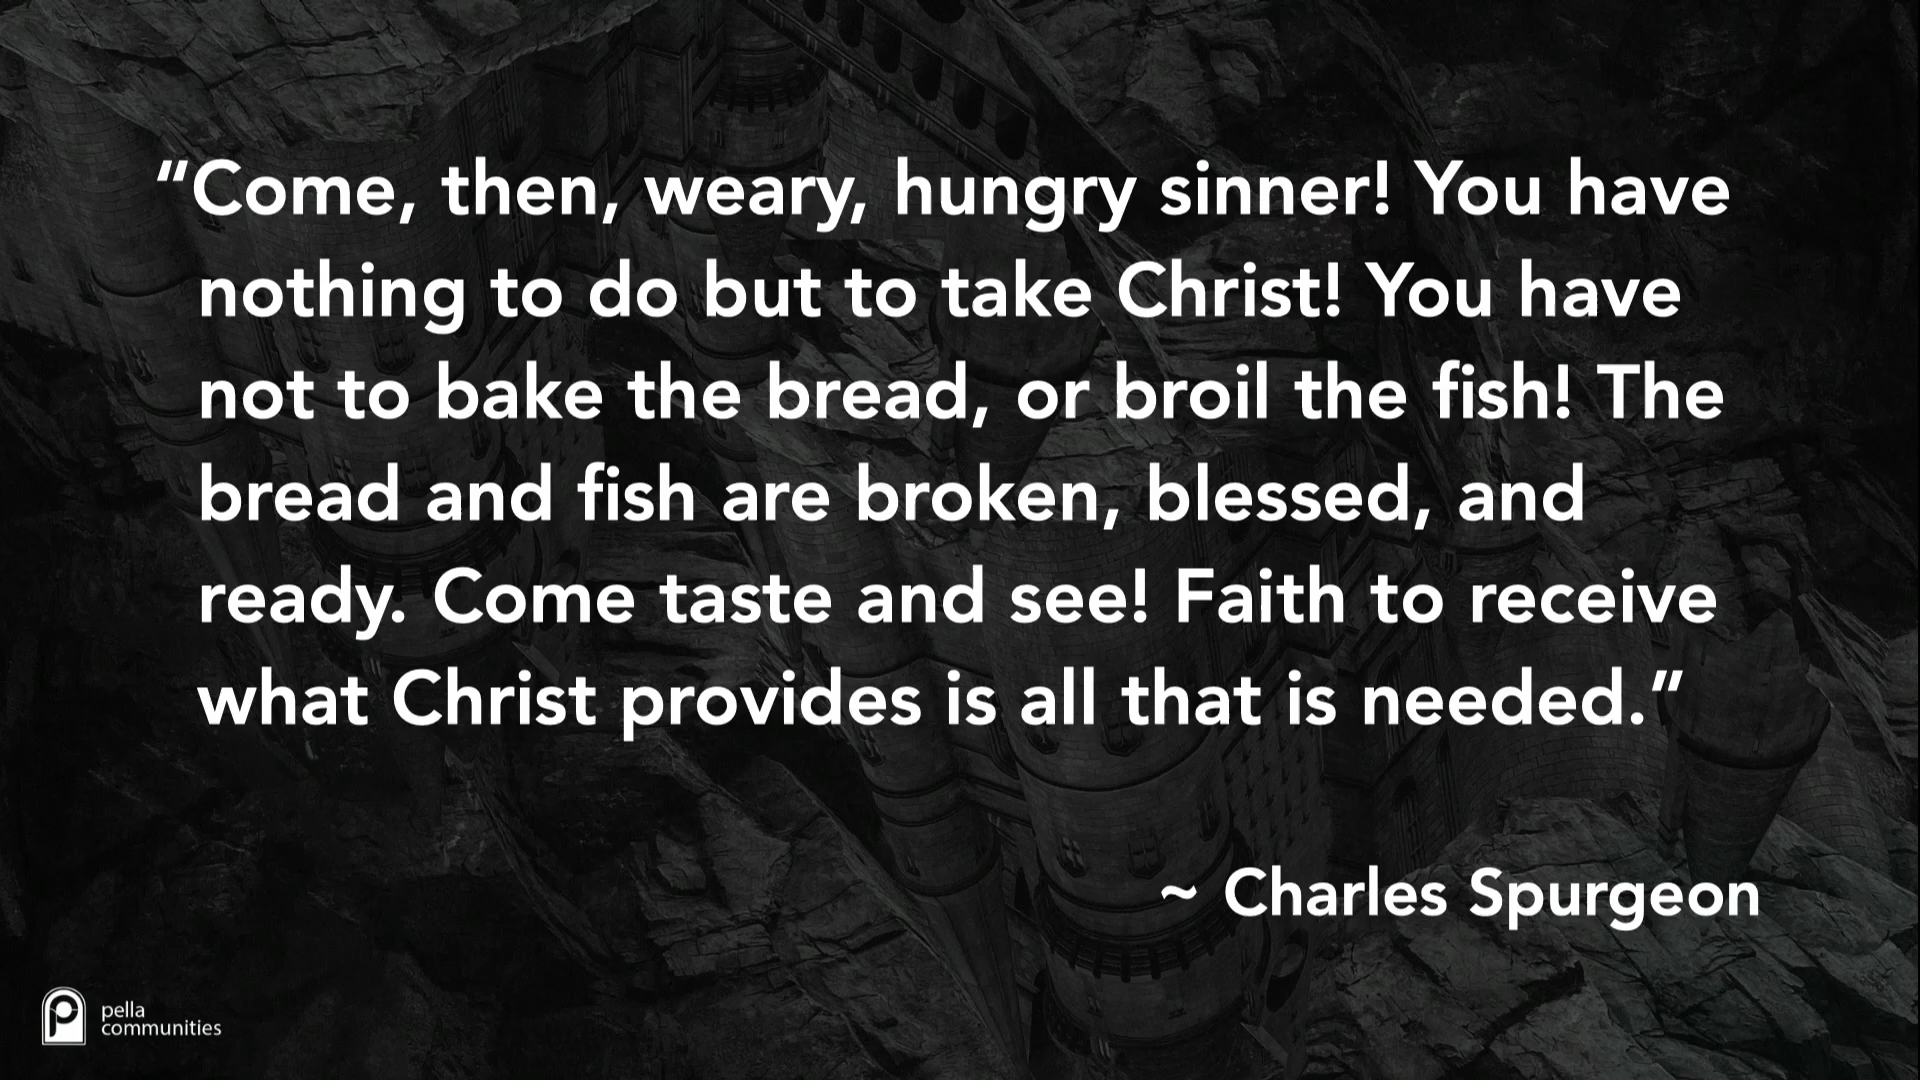 “Come, then, weary, hungry sinner! You have
nothing to do but to take Christ! You have
not to bake the bread, or broil the fish! The
bread and fish are broken, blessed, and
ready. Come taste and see! Faith to receive
what Christ provides is all that is needed.”
~ Charles Spurgeon
pella
communities